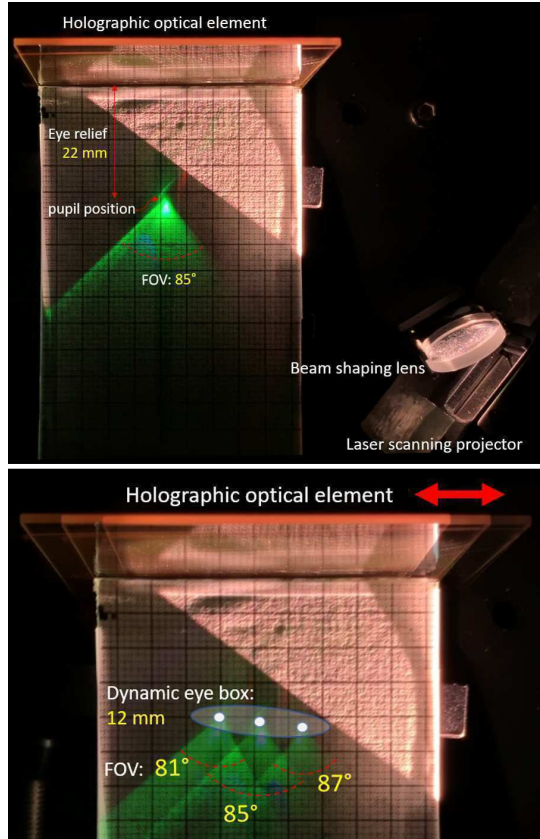 Holographic optical element
Eye relief
22 mm
pupil position
FOV: 85°
Beam shaping lens
Laser scanning projector
Holographic optical element
Dynamic eye box:
12 mm
FOV: 81°
87°
85°